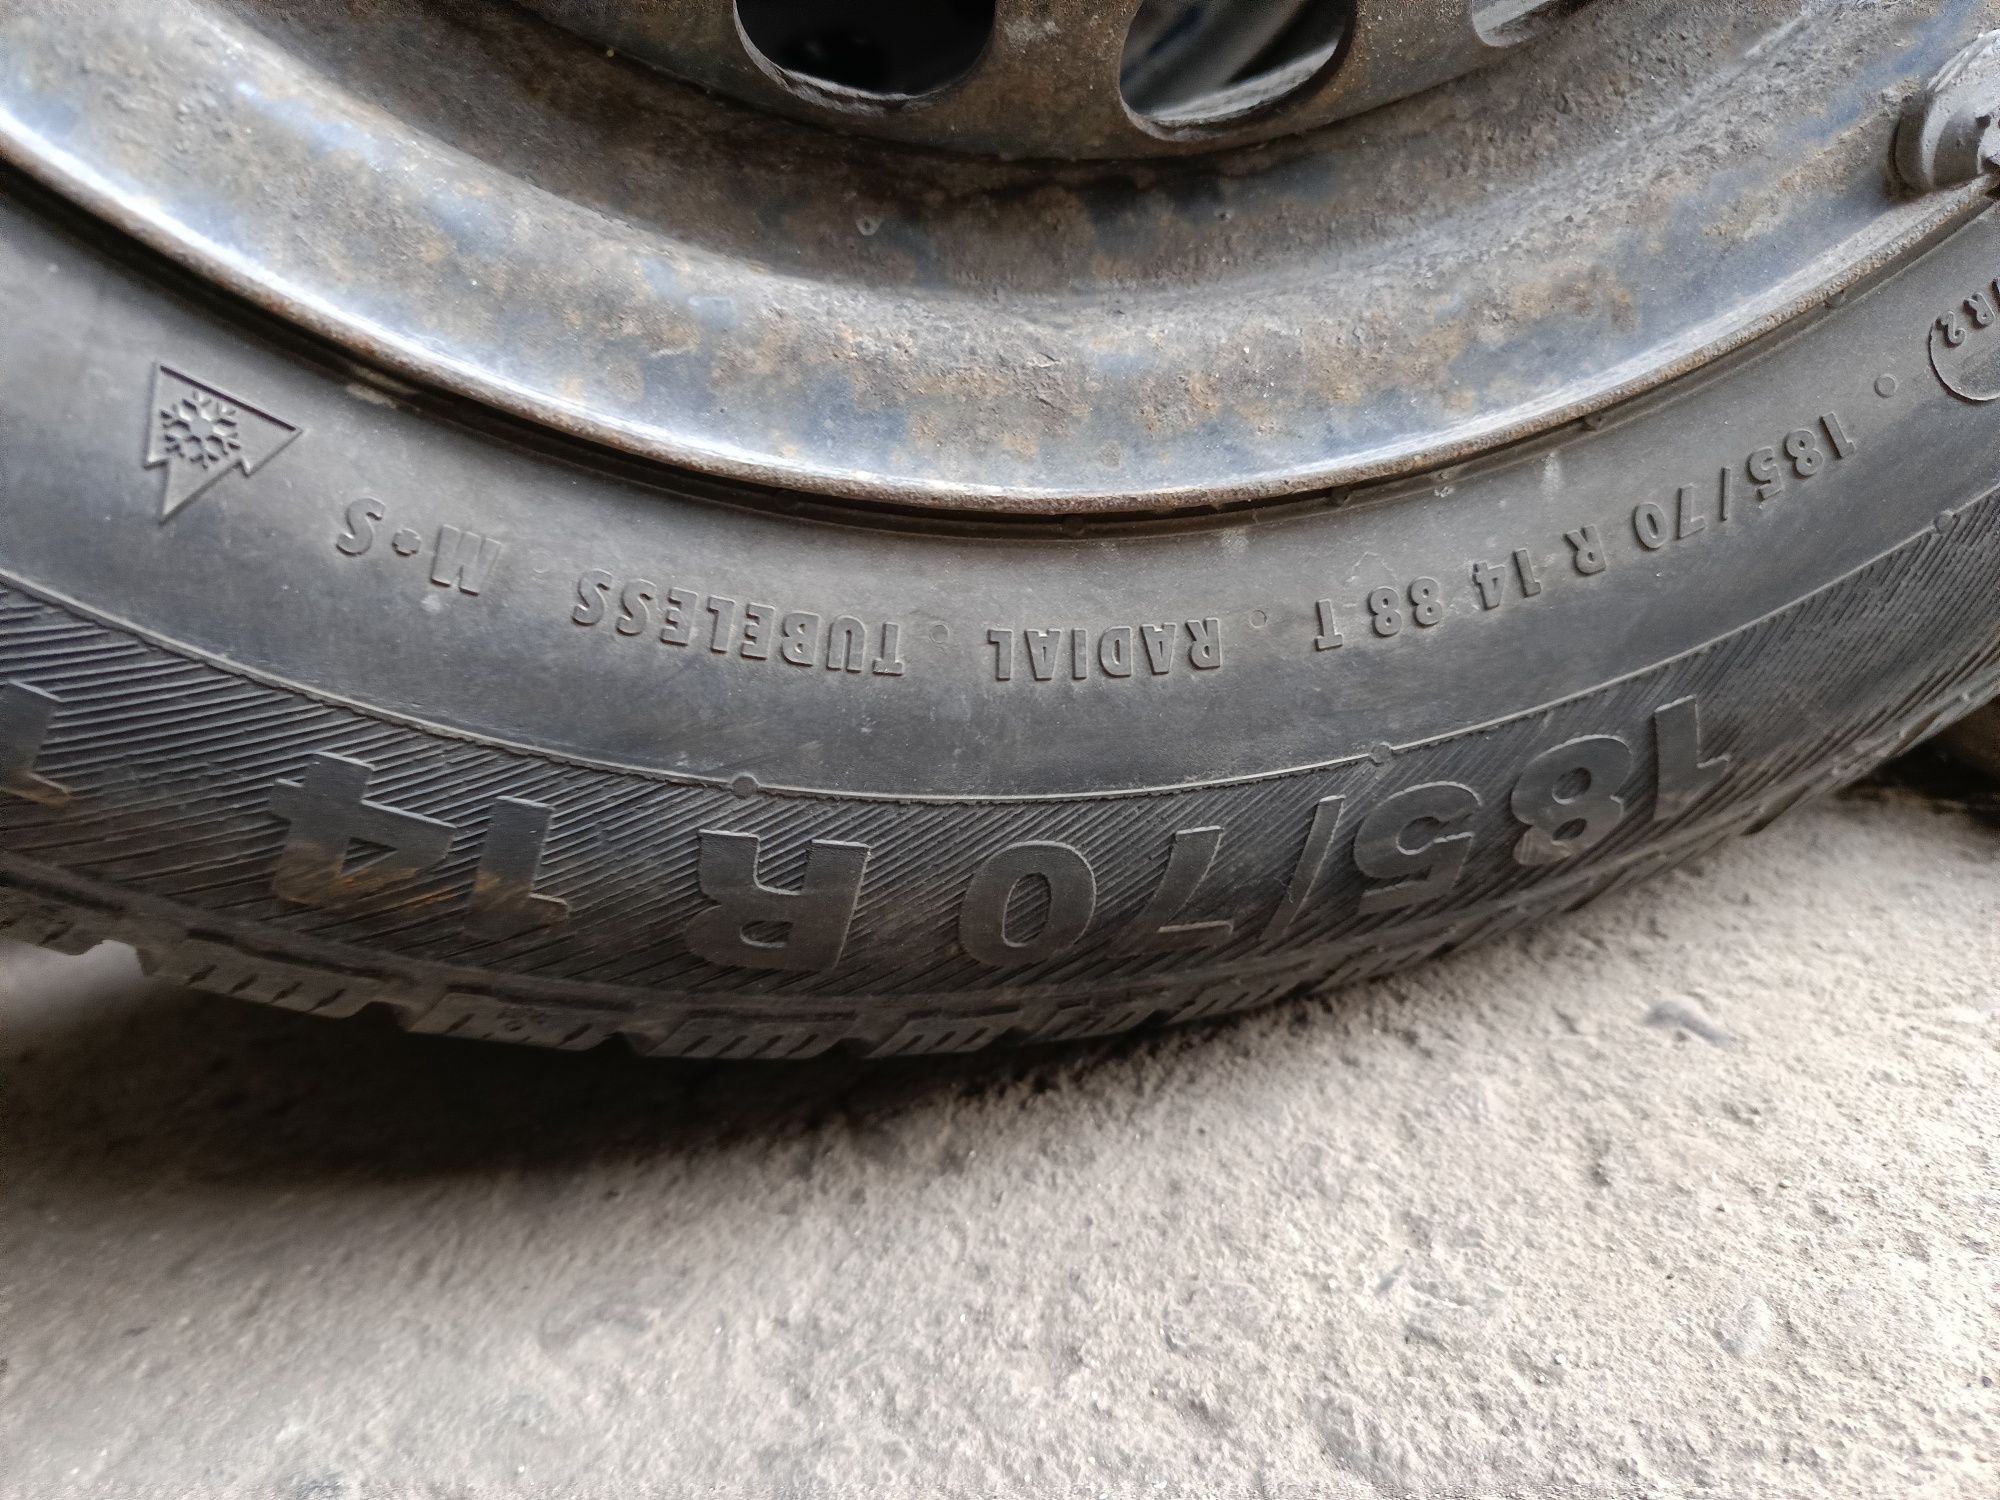 185/70 R 14 88 T RADIAL TUBELESS M+S
185/70 R 14